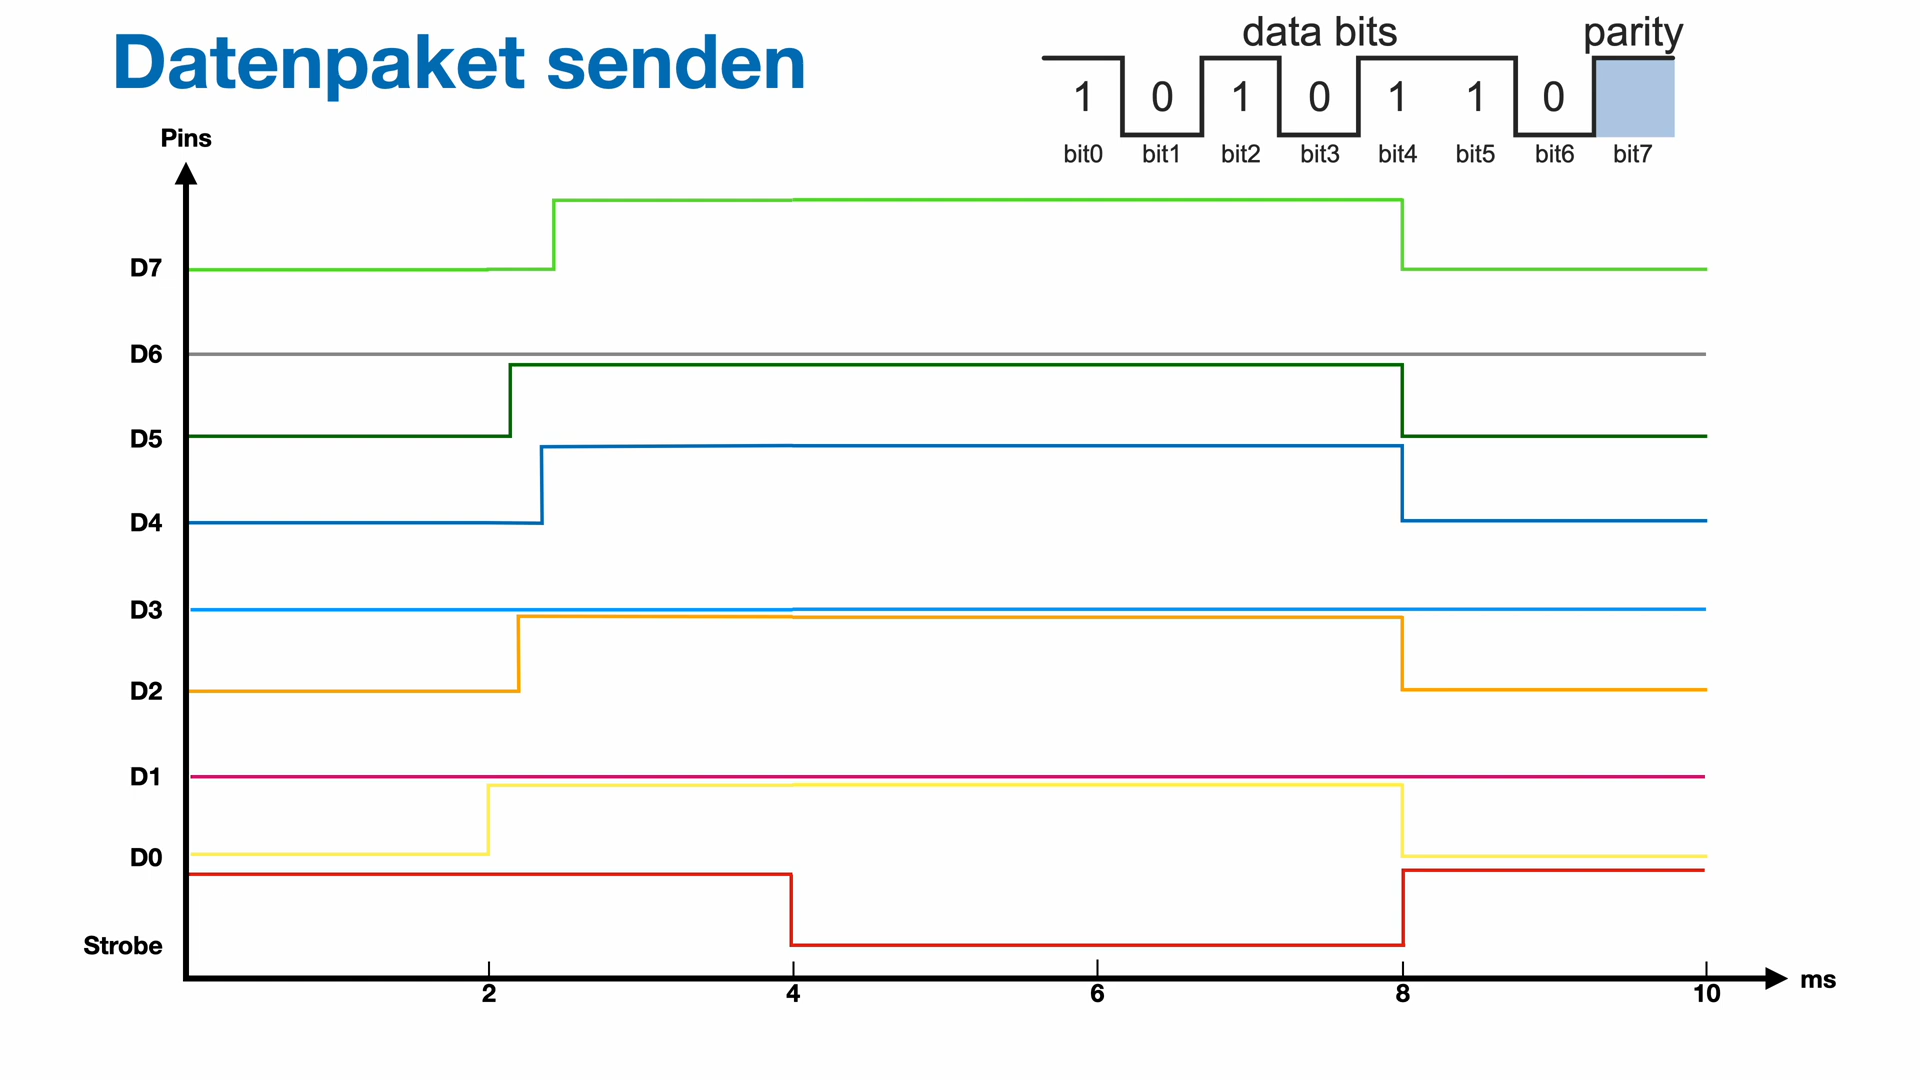 Datenpaket senden
data bits parity
1 0 1 0 1 1 0
bit0 bit1 bit2 bit3 bit4 bit5 bit6 bit7
Pins
D7
D6
D5
D4
D3
D2
D1
D0
Strobe
2 4 6 8 10 ms